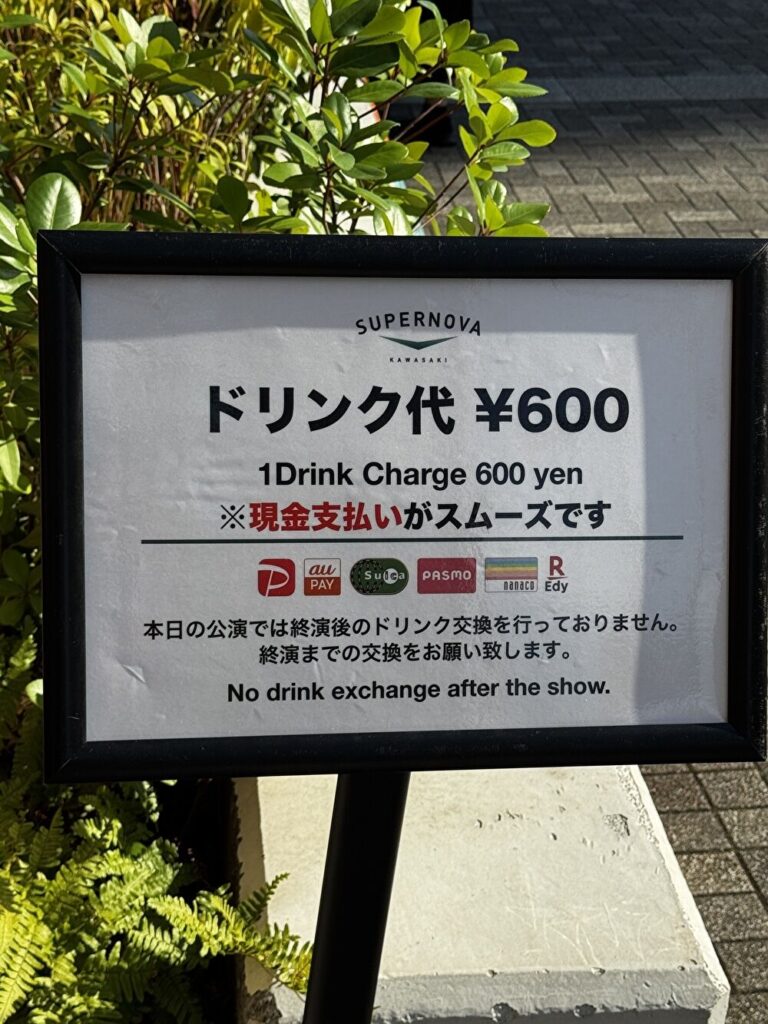 SUPERNOVA
KAWASAKI
ドリンク代 ¥600
1Drink Charge 600 yen
※現金支払いがスムーズです
P au PAY Suica PASMO nanaco R Edy
本日の公演では終演後のドリンク交換を行っておりません。
終演までの交換をお願い致します。
No drink exchange after the show.